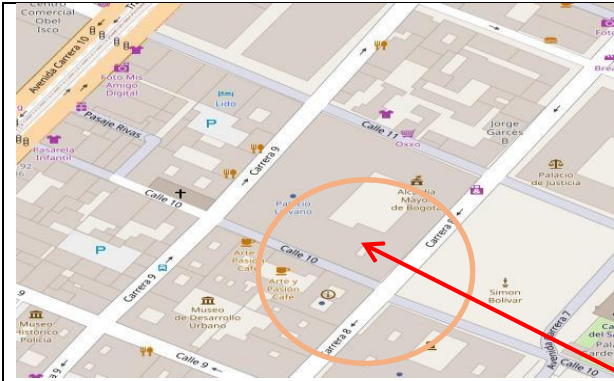 Centro
Comercial
Obel
Isco
Avenida Carrera 10
Foto Mis
Amigo
Digital
Pasaje Rivas
Pasarela
Infantil
Lido
P
Calle 11
Oxxo
Jorge
Garcés
B
Palacio
de Justicia
Carrera 9
Calle 10
Palacio
Liévano
Alcaldía
Mayor
de Bogotá
Carrera 8
P
Arte y
Pasión
Café
Calle 10
Arte y
Pasión
Café
Simon
Bolívar
Carrera 9
Museo
de Desarrollo
Urbano
Museo
Histórico
Policía
Carrera 8
Calle 9
Carrera 7
Calle 10